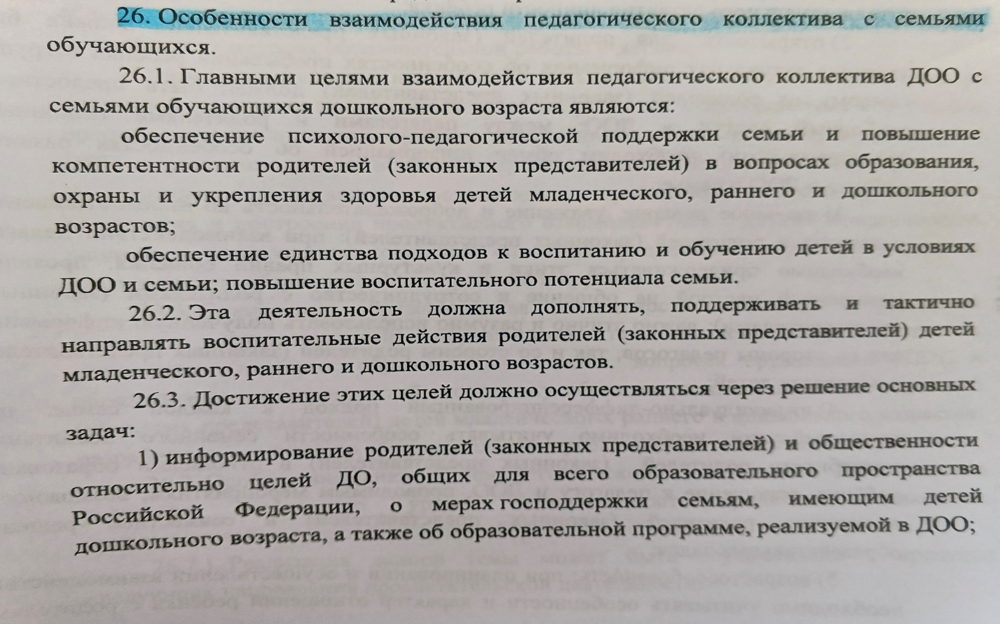 26. Особенности взаимодействия педагогического коллектива с семьями
обучающихся.
26.1. Главными целями взаимодействия педагогического коллектива ДОО с
семьями обучающихся дошкольного возраста являются:
обеспечение психолого-педагогической поддержки семьи и повышение
компетентности родителей (законных представителей) в вопросах образования,
охраны и укрепления здоровья детей младенческого, раннего и дошкольного
возрастов;
обеспечение единства подходов к воспитанию и обучению детей в условиях
ДОО и семьи; повышение воспитательного потенциала семьи.
26.2. Эта деятельность должна дополнять, поддерживать и тактично
направлять воспитательные действия родителей (законных представителей) детей
младенческого, раннего и дошкольного возрастов.
26.3. Достижение этих целей должно осуществляться через решение основных
задач:
1) информирование родителей (законных представителей) и общественности
относительно целей ДО, общих для всего образовательного пространства
Российской Федерации, о мерах господдержки семьям, имеющим детей
дошкольного возраста, а также об образовательной программе, реализуемой в ДОО;